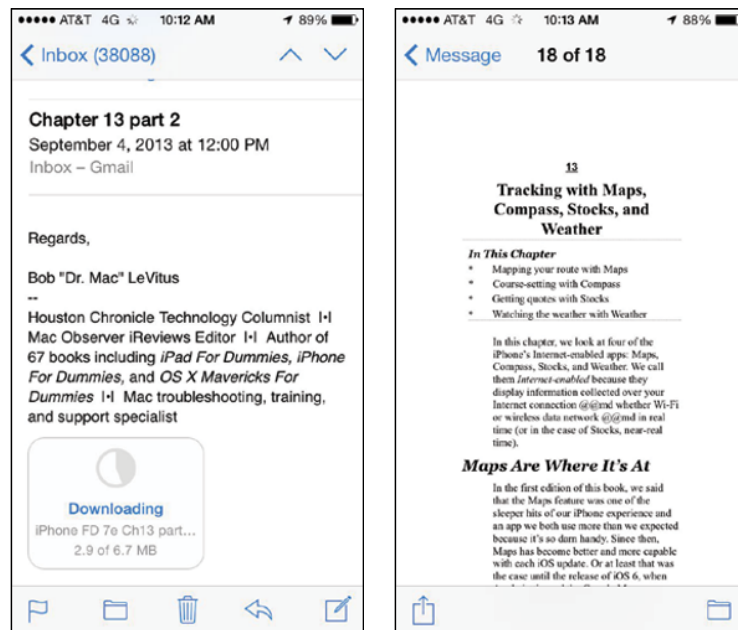 AT&T 4G 10:12 AM 89%
Inbox (38088)
Chapter 13 part 2
September 4, 2013 at 12:00 PM
Inbox – Gmail
Regards,
Bob "Dr. Mac" LeVitus
--
Houston Chronicle Technology Columnist I•I
Mac Observer iReviews Editor I•I Author of
67 books including iPad For Dummies, iPhone
For Dummies, and OS X Mavericks For
Dummies I•I Mac troubleshooting, training,
and support specialist
Downloading
iPhone FD 7e Ch13 part...
2.9 of 6.7 MB
AT&T 4G 10:13 AM 88%
Message 18 of 18
13
Tracking with Maps,
Compass, Stocks, and
Weather
In This Chapter
* Mapping your route with Maps
* Course-setting with Compass
* Getting quotes with Stocks
* Watching the weather with Weather
In this chapter, we look at four of the
iPhone's Internet-enabled apps: Maps,
Compass, Stocks, and Weather. We call
them Internet-enabled because they
display information collected over your
Internet connection @@md whether Wi-Fi
or wireless data network @@md in real
time (or in the case of Stocks, near-real
time).
Maps Are Where It's At
In the first edition of this book, we said
that the Maps feature was one of the
sleeper hits of our iPhone experience and
an app we both use more than we expected
because it's so darn handy. Since then,
Maps has become better and more capable
with each iOS update. Or at least that was
the case until the release of iOS 6, when